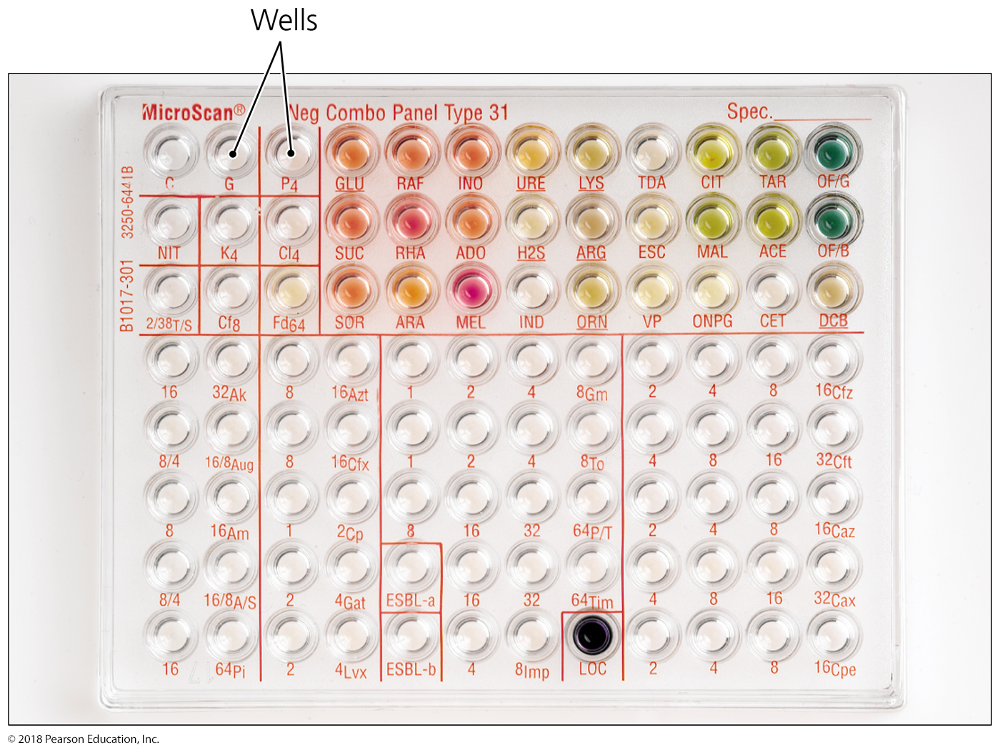 Wells
MicroScan® Neg Combo Panel Type 31 Spec.
3250-6441B
B1017-301
C G P4 GLU RAF INO URE LYS TDA CIT TAR OF/G
NIT K4 Cl4 SUC RHA ADO H2S ARG ESC MAL ACE OF/B
2/38T/S Cf8 Fd64 SOR ARA MEL IND ORN VP ONPG CET DCB
16 32Ak 8 16Azt 1 2 4 8Gm 2 4 8 16Cfz
8/4 16/8Aug 8 16Cfx 1 2 4 8To 4 8 16 32Cft
8 16Am 1 2Cp 8 16 32 64P/T 2 4 8 16Caz
8/4 16/8A/S 2 4Gat ESBL-a 16 32 64Tim 4 8 16 32Cax
16 64Pi 2 4Lvx ESBL-b 4 8Imp LOC 2 4 8 16Cpe
© 2018 Pearson Education, Inc.